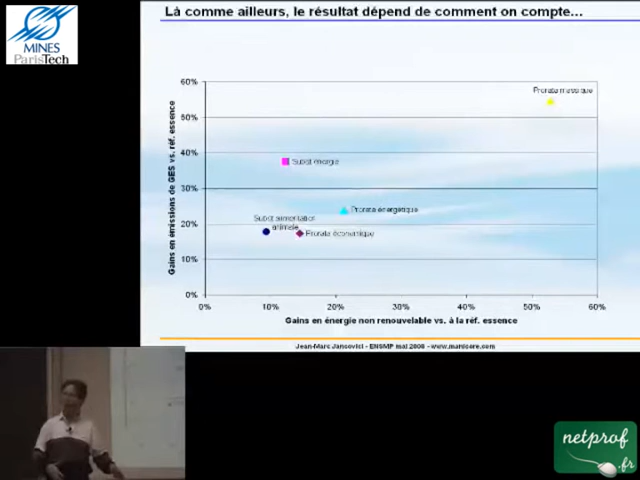 Là comme ailleurs, le résultat dépend de comment on compte...
MINES
ParisTech
60%
Prorata massique
50%
40%
Subst énergie
30%
Prorata énergétique
20%
Subst alimentation
animale
Prorata économique
10%
0%
Gains en émissions de GES vs. réf. essence
0%
10%
20%
30%
40%
50%
60%
Gains en énergie non renouvelable vs. à la réf. essence
Jean-Marc Jancovici - ENSMP mai 2008 - www.manicore.com
netprof
.fr